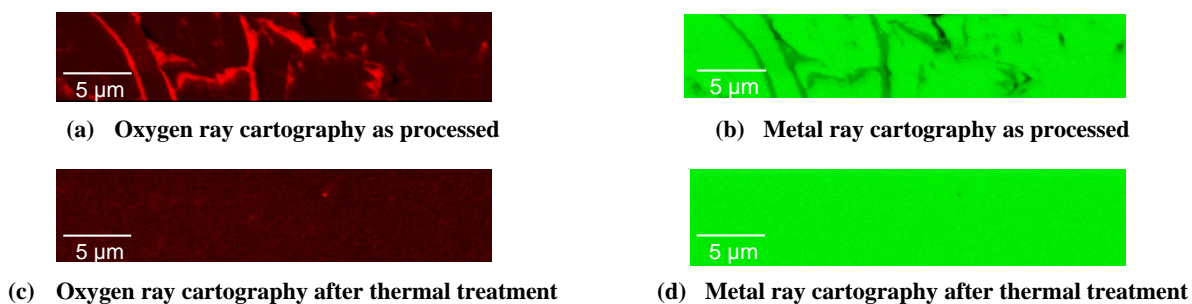 5 µm
5 µm
(a) Oxygen ray cartography as processed
(b) Metal ray cartography as processed
5 µm
5 µm
(c) Oxygen ray cartography after thermal treatment
(d) Metal ray cartography after thermal treatment